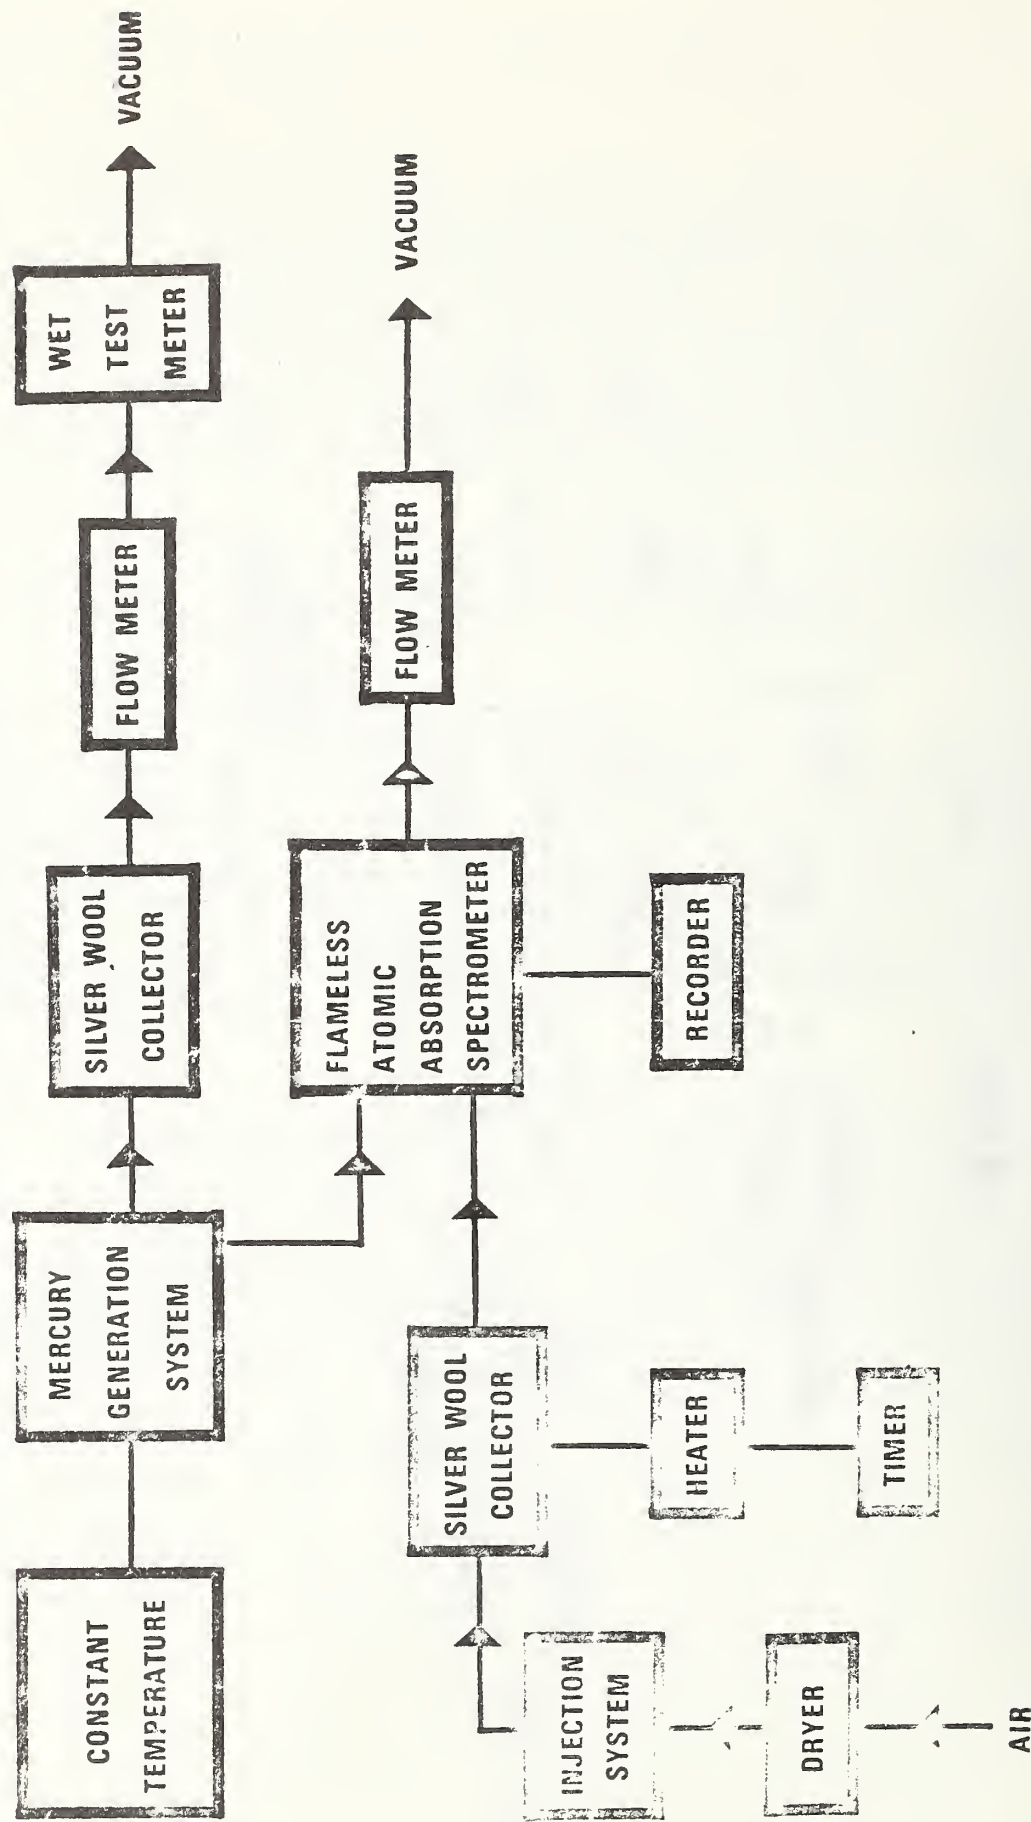 CONSTANT
TEMPERATURE
MERCURY
GENERATION
SYSTEM
SILVER WOOL
COLLECTOR
FLOW METER
WET
TEST
METER
VACUUM
FLAMELESS
ATOMIC
ABSORPTION
SPECTROMETER
FLOW METER
VACUUM
SILVER WOOL
COLLECTOR
RECORDER
INJECTION
SYSTEM
HEATER
DRYER
TIMER
AIR